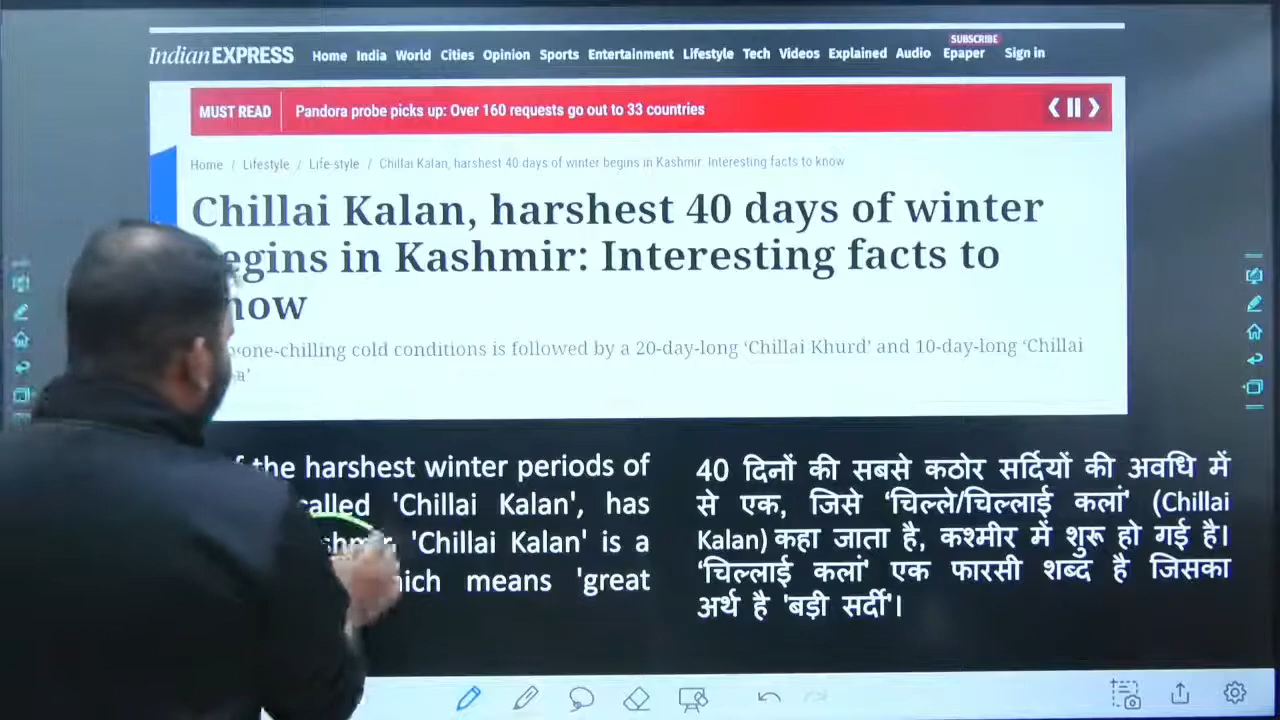 Indian EXPRESS Home India World Cities Opinion Sports Entertainment Lifestyle Tech Videos Explained Audio Epaper Sign in
SUBSCRIBE
MUST READ Pandora probe picks up: Over 160 requests go out to 33 countries
Home / Lifestyle / Life-style / Chillai Kalan, harshest 40 days of winter begins in Kashmir: Interesting facts to know
Chillai Kalan, harshest 40 days of winter
egins in Kashmir: Interesting facts to
now
one-chilling cold conditions is followed by a 20-day-long ‘Chillai Khurd’ and 10-day-long ‘Chillai
the harshest winter periods of
alled 'Chillai Kalan', has
'Chillai Kalan' is a
ich means 'great
40 दिनों की सबसे कठोर सर्दियों की अवधि में
से एक, जिसे ‘चिल्ले/चिल्लाई कलां' (Chillai
Kalan) कहा जाता है, कश्मीर में शुरू हो गई है।
‘चिल्लाई कलां' एक फारसी शब्द है जिसका
अर्थ है 'बड़ी सर्दी'।